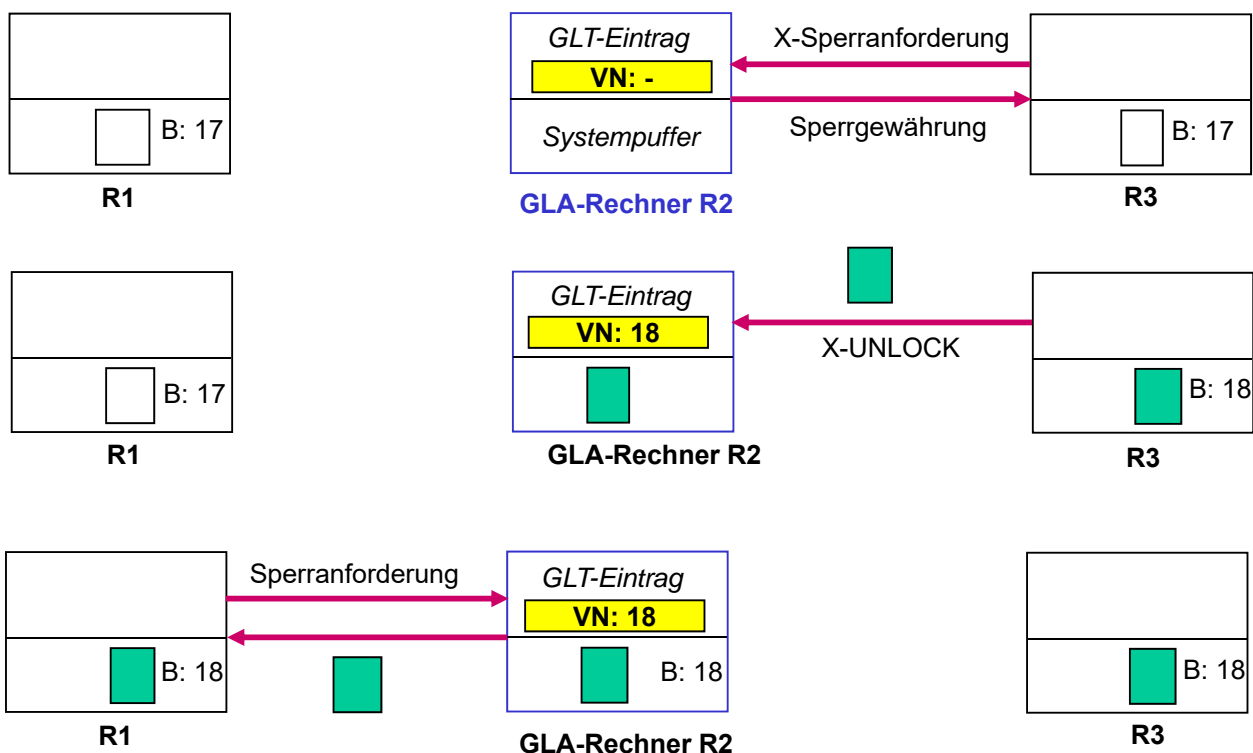 GLT-Eintrag
X-Sperranforderung
VN: -
B: 17
Systempuffer
Sperrgewährung
B: 17
R1
GLA-Rechner R2
R3
GLT-Eintrag
VN: 18
X-UNLOCK
B: 17
B: 18
R1
GLA-Rechner R2
R3
Sperranforderung
GLT-Eintrag
VN: 18
B: 18
B: 18
B: 18
R1
GLA-Rechner R2
R3